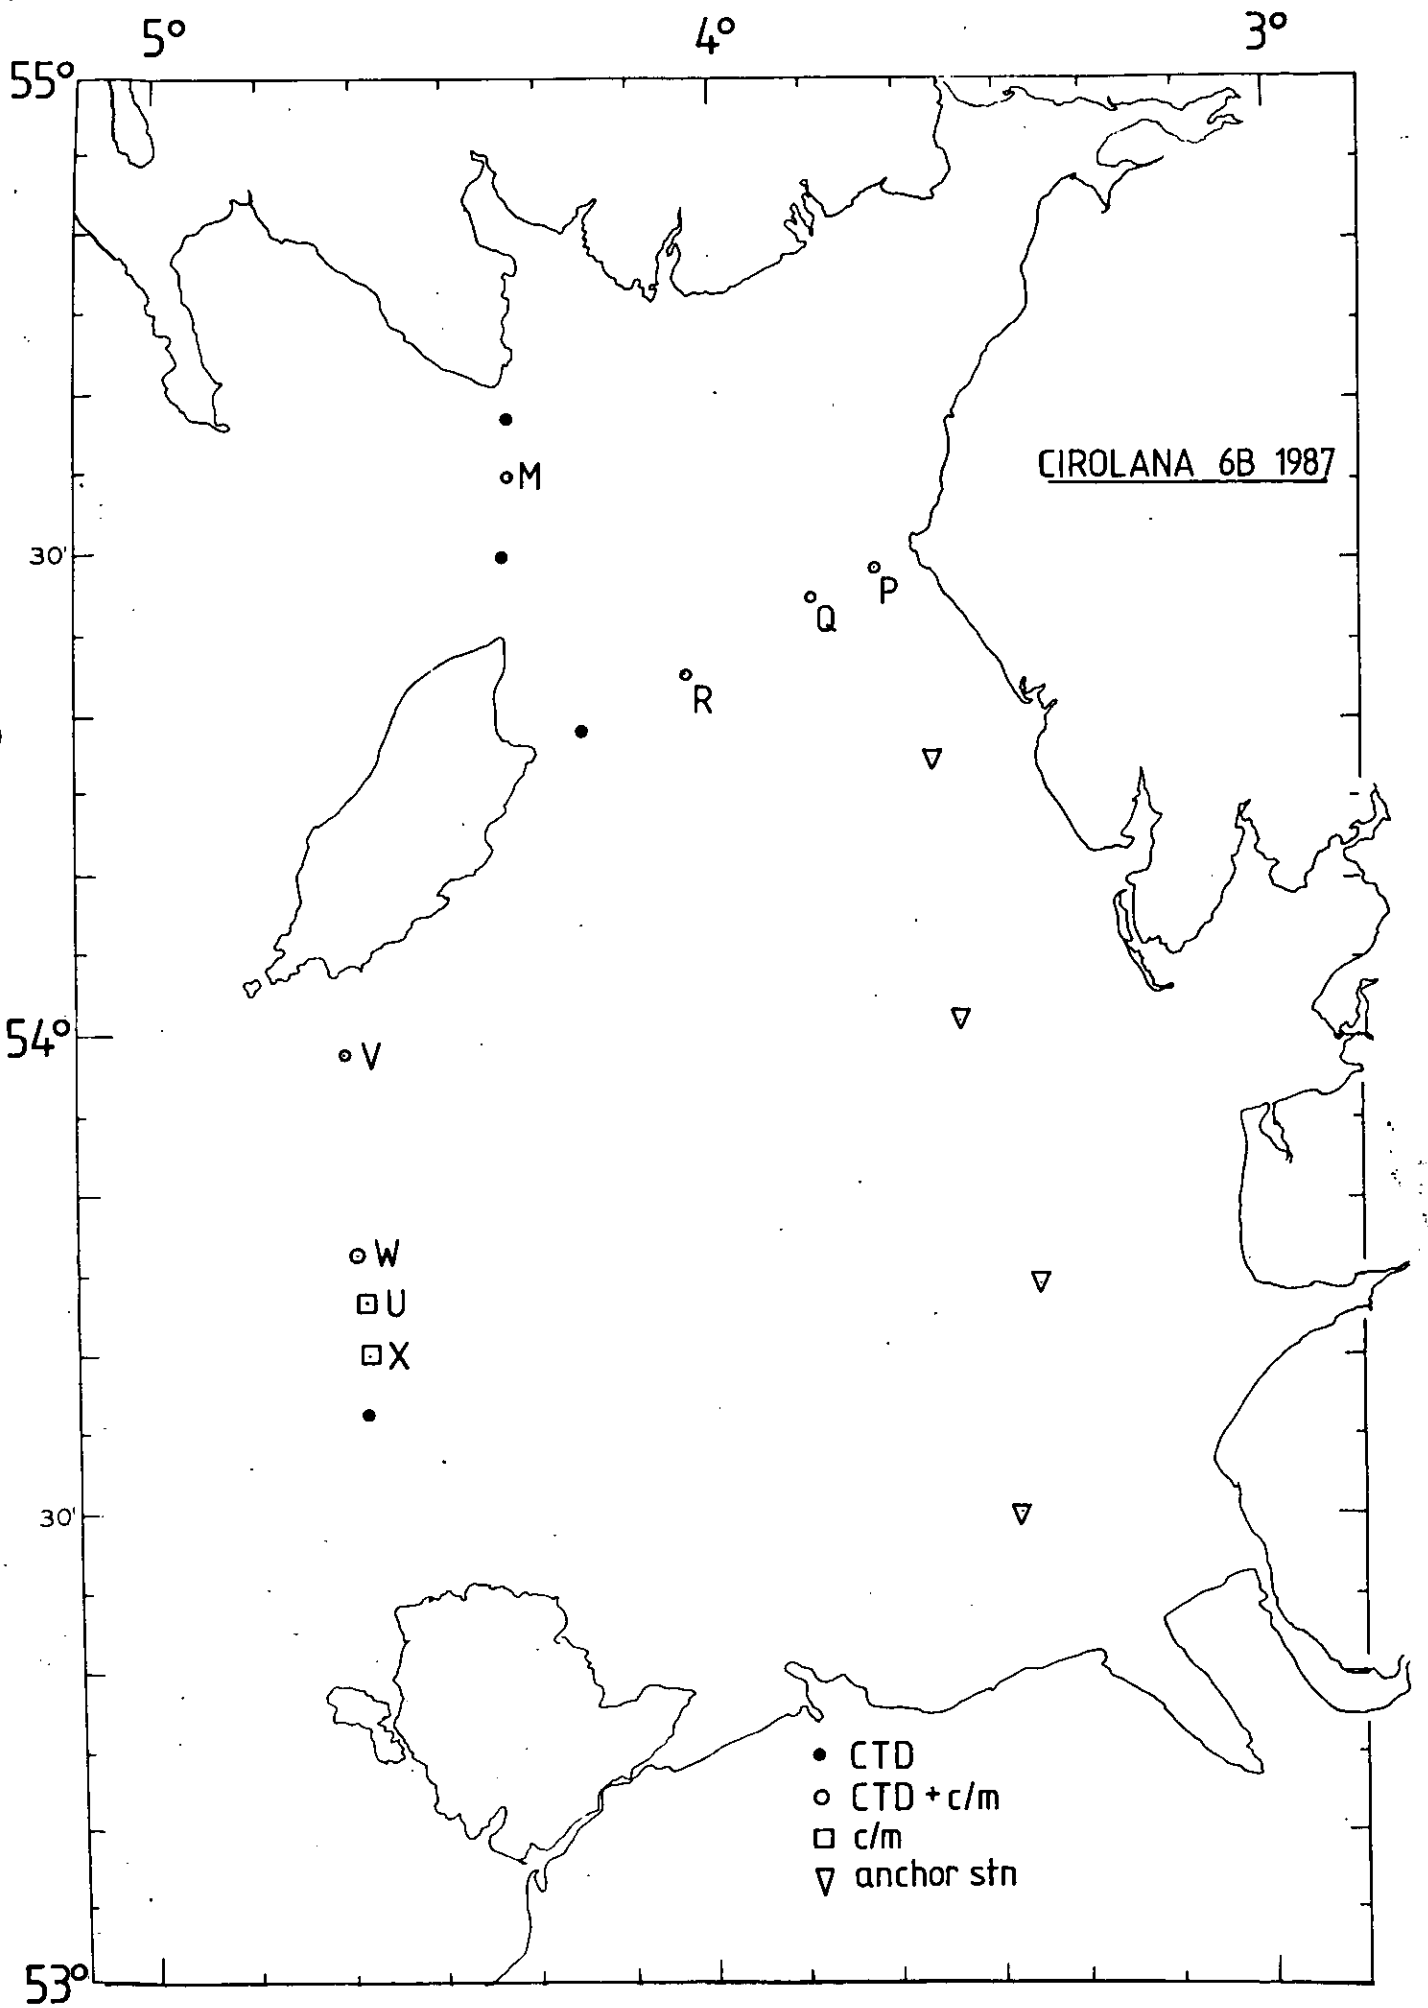 5° 4° 3°
55°
CIROLANA 6B 1987
M
30'
P
Q
R
54°
V
W
U
X
30'
CTD
CTD + c/m
c/m
anchor stn
53°